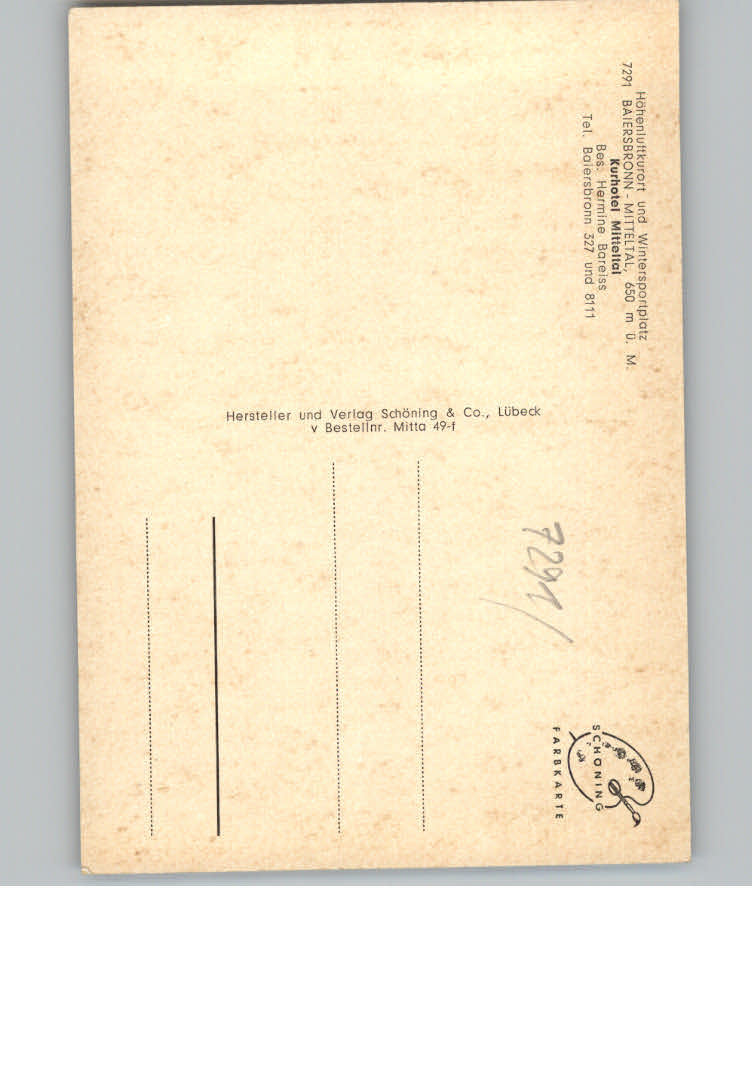 Höhenluftkurort und Wintersportplatz
7291 BAIERSBRONN - MITTELTAL, 650 m ü. M.
Kurhotel Mitteltal
Bes. Hermine Bareiss
Tel. Baiersbronn 327 und 8111
Hersteller und Verlag Schöning & Co., Lübeck
v Bestellnr. Mitta 49-f
7291/
SCHÖNING
FARBKARTE